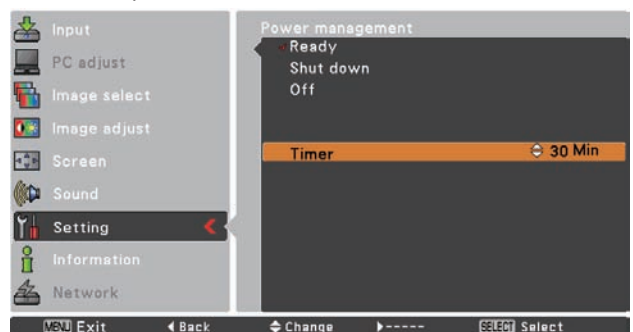 Input
PC adjust
Image select
Image adjust
Screen
Sound
Setting
Information
Network
Power management
Ready
Shut down
Off
Timer 30 Min
MENU Exit Back Change ----- SELECT Select